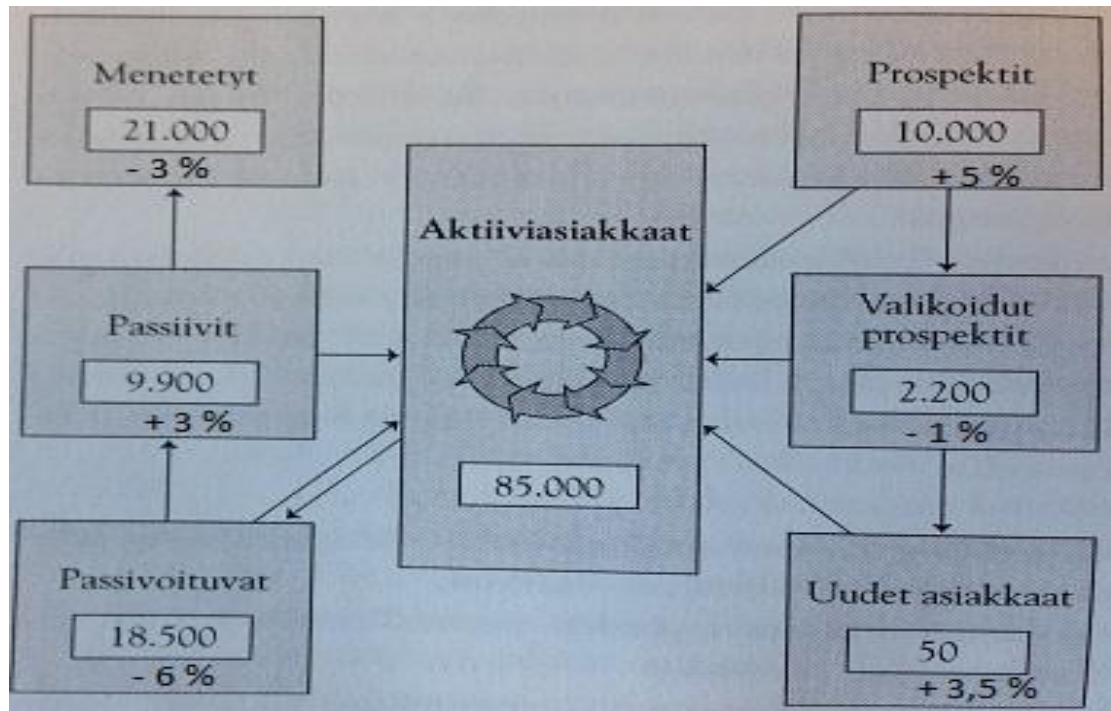 Menetetyt
21.000
- 3 %
Passiivit
9.900
+ 3 %
Passivoituvat
18.500
- 6 %
Aktiiviasiakkaat
85.000
Prospektit
10.000
+ 5 %
Valikoidut
prospektit
2.200
- 1 %
Uudet asiakkaat
50
+ 3,5 %